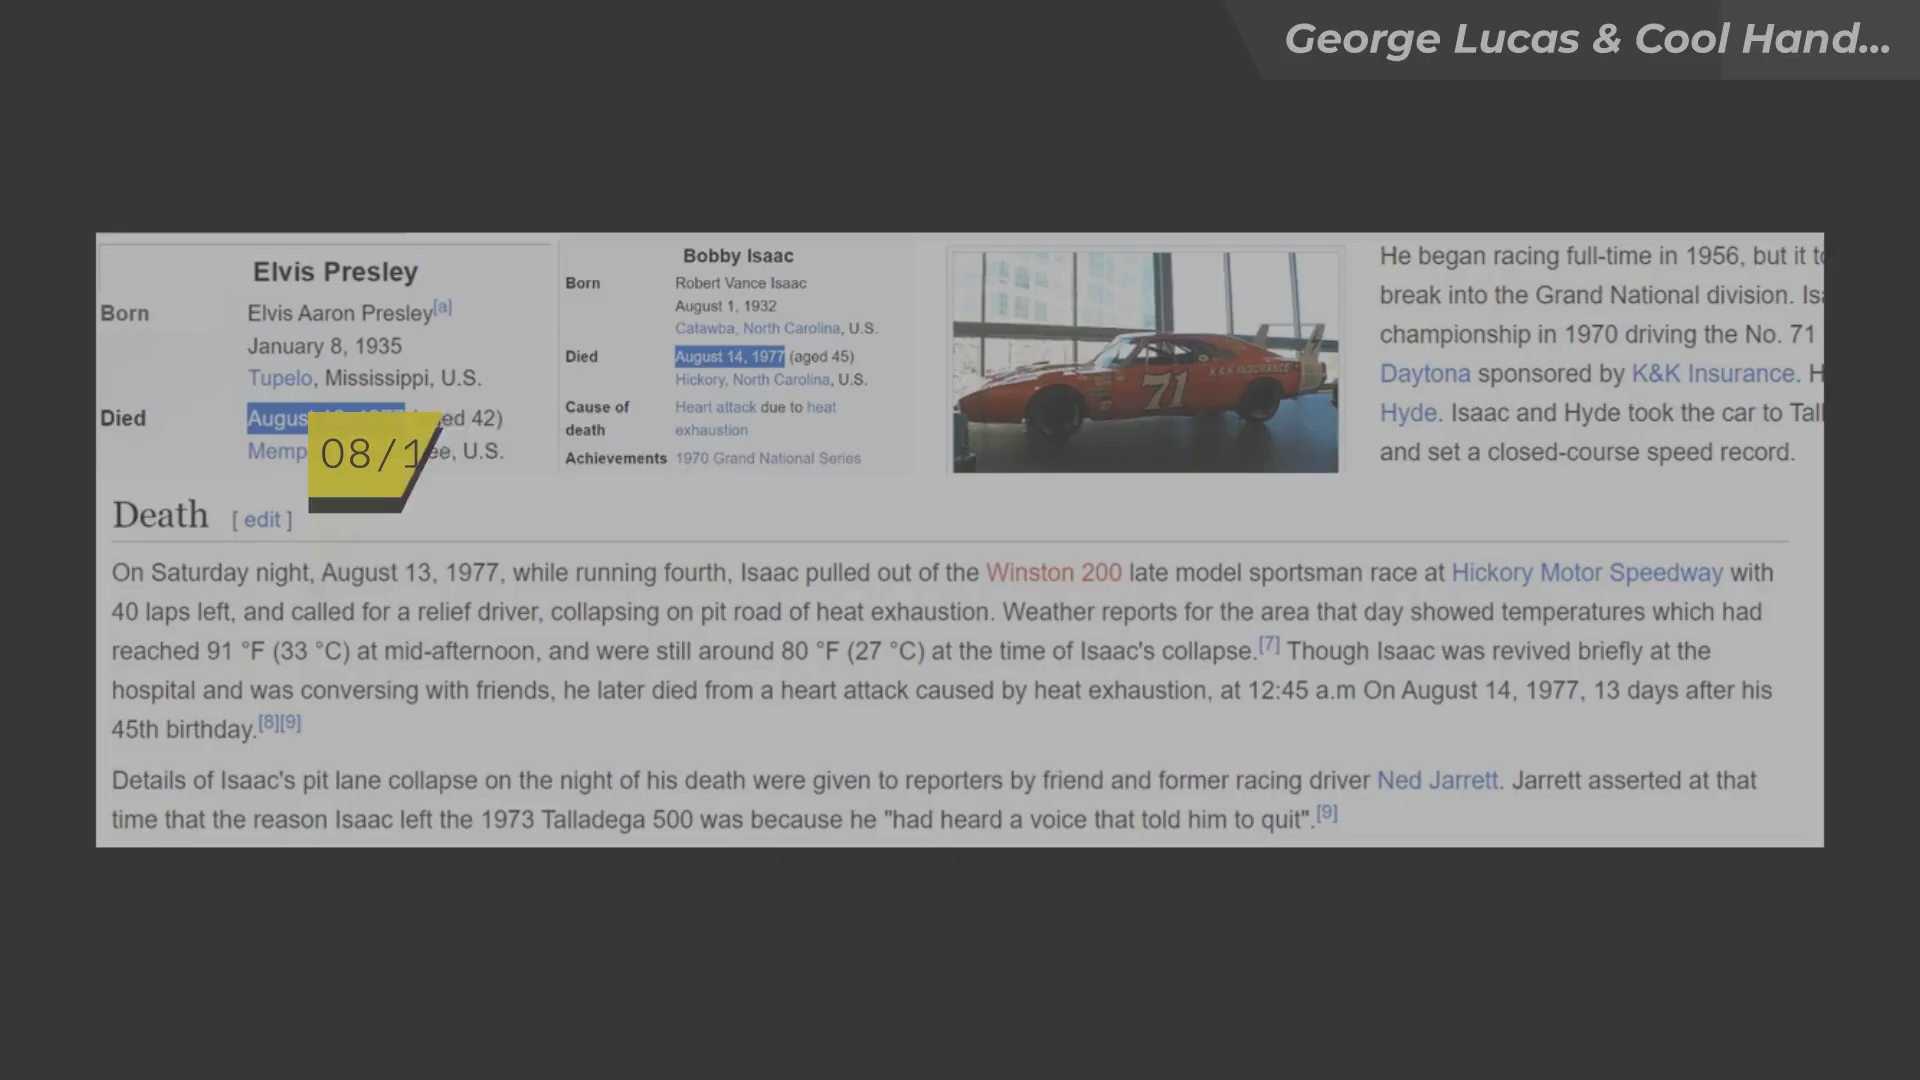 George Lucas & Cool Hand...
Elvis Presley
Born
Elvis Aaron Presley[a]
January 8, 1935
Tupelo, Mississippi, U.S.
Died
42)
U.S.
08/1
Bobby Isaac
Born
Robert Vance Isaac
August 1, 1932
Catawba, North Carolina, U.S.
Died
August 14, 1977 (aged 45)
Hickory, North Carolina, U.S.
Cause of death
Heart attack due to heat
exhaustion
Achievements 1970 Grand National Series
71
K&K INSURANCE
He began racing full-time in 1956, but it
break into the Grand National division.
championship in 1970 driving the No. 71
Daytona sponsored by K&K Insurance.
Hyde. Isaac and Hyde took the car to
and set a closed-course speed record.
Death [ edit ]
On Saturday night, August 13, 1977, while running fourth, Isaac pulled out of the Winston 200 late model sportsman race at Hickory Motor Speedway with
40 laps left, and called for a relief driver, collapsing on pit road of heat exhaustion. Weather reports for the area that day showed temperatures which had
reached 91 °F (33 °C) at mid-afternoon, and were still around 80 °F (27 °C) at the time of Isaac's collapse.[7] Though Isaac was revived briefly at the
hospital and was conversing with friends, he later died from a heart attack caused by heat exhaustion, at 12:45 a.m On August 14, 1977, 13 days after his
45th birthday.[8][9]
Details of Isaac's pit lane collapse on the night of his death were given to reporters by friend and former racing driver Ned Jarrett. Jarrett asserted at that
time that the reason Isaac left the 1973 Talladega 500 was because he "had heard a voice that told him to quit".[9]